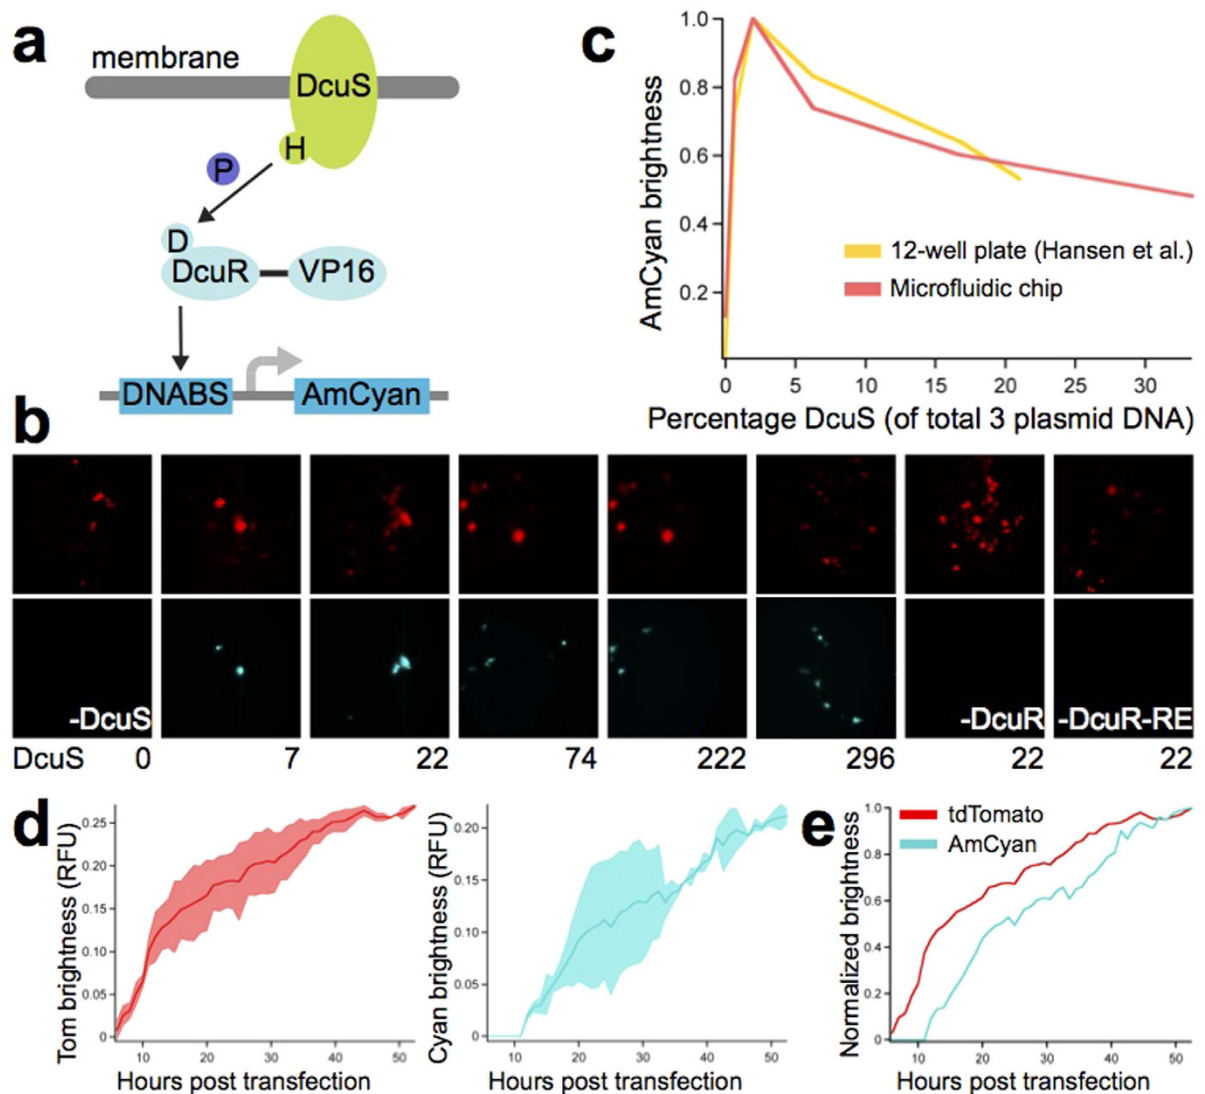 a
membrane
DcuS
H
P
D
DcuR
VP16
DNABS
AmCyan
c
AmCyan brightness
1.0
0.8
0.6
0.4
0.2
12-well plate (Hansen et al.)
Microfluidic chip
0 5 10 15 20 25 30
Percentage DcuS (of total 3 plasmid DNA)
b
-DcuS
-DcuR
-DcuR-RE
DcuS 0 7 22 74 222 296 22 22
d
Tom brightness (RFU)
0.25
0.20
0.15
0.10
0.05
0
10 20 30 40 50
Hours post transfection
Cyan brightness (RFU)
0.20
0.15
0.10
0.05
0
10 20 30 40 50
Hours post transfection
e
Normalized brightness
1.0
0.8
0.6
0.4
0.2
0
tdTomato
AmCyan
10 20 30 40 50
Hours post transfection